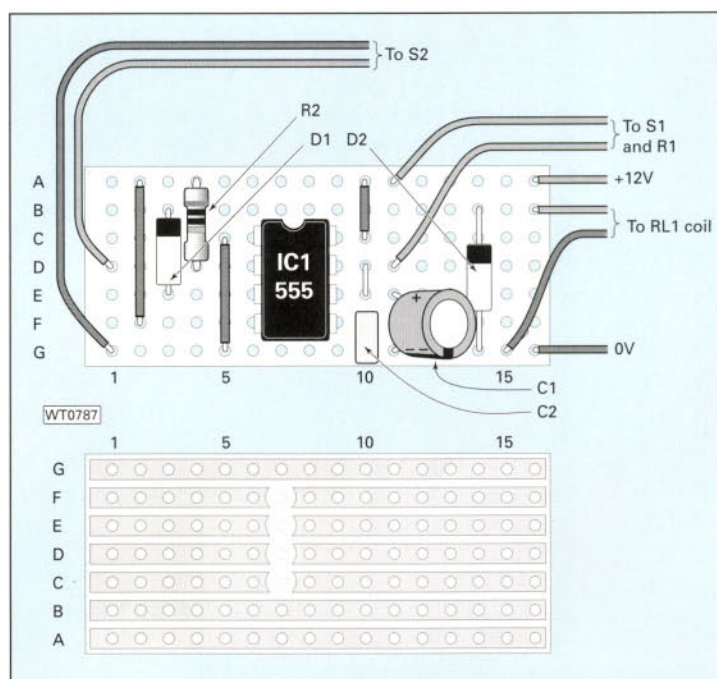 To S2
R2
D1 D2
To S1
and R1
+12V
To RL1 coil
A
B
C
D
E
F
G
IC1
555
+
0V
1 5 10 15
C1
C2
WT0787
1 5 10 15
G
F
E
D
C
B
A